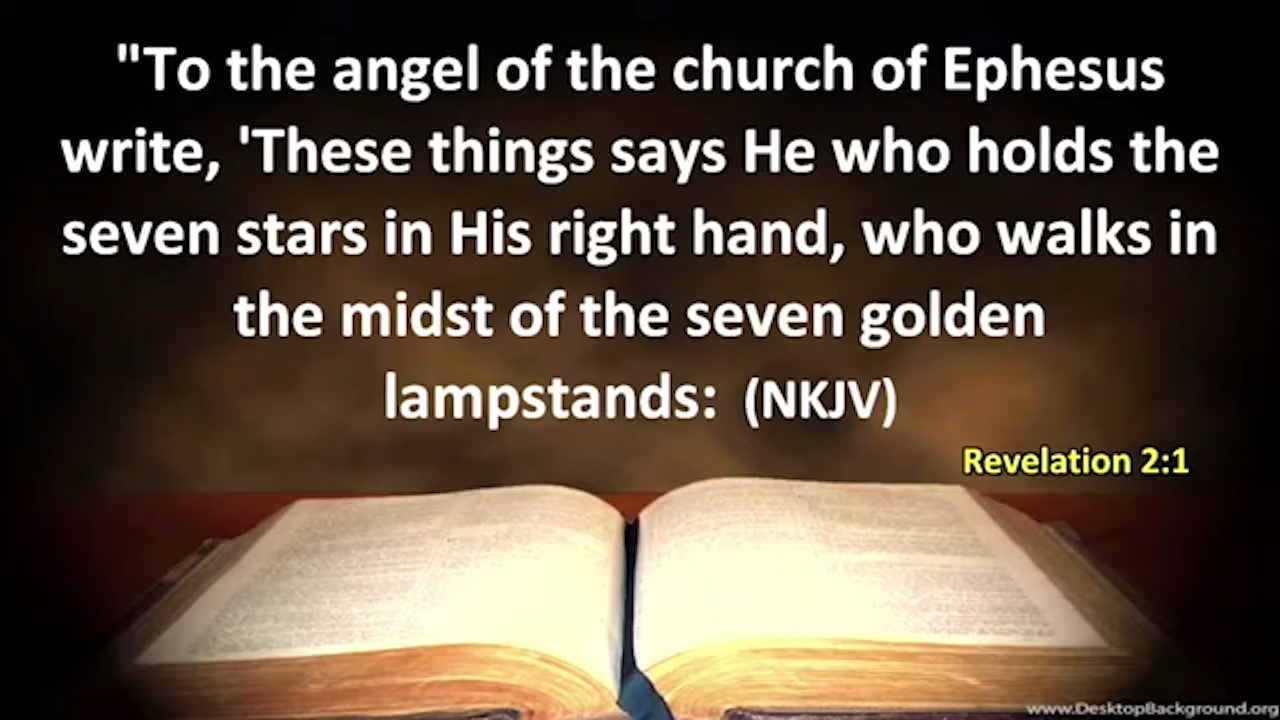 "To the angel of the church of Ephesus
write, 'These things says He who holds the
seven stars in His right hand, who walks in
the midst of the seven golden
lampstands: (NKJV)
Revelation 2:1
www.DesktopBackground.org